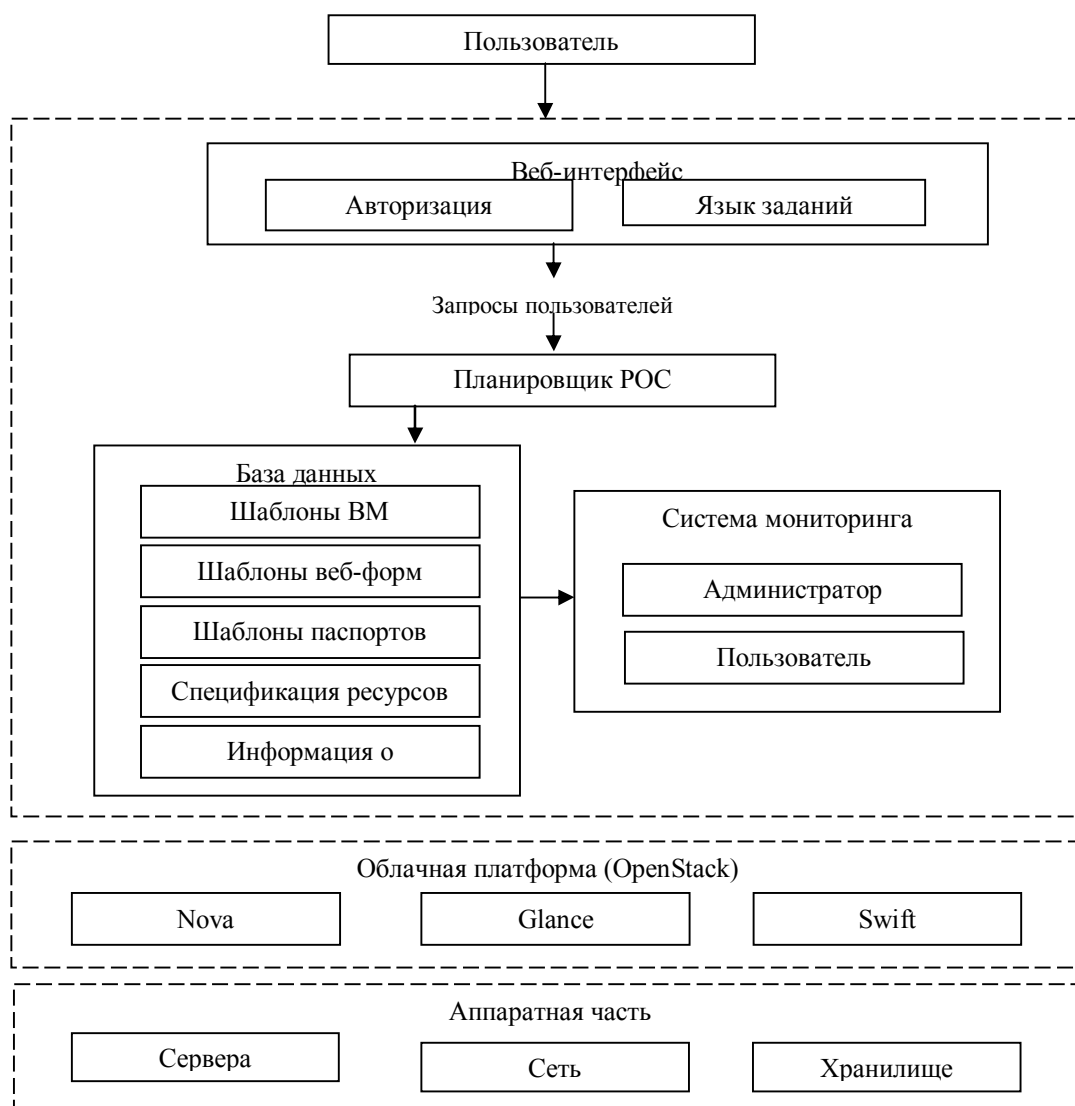 Пользователь
Веб-интерфейс
Авторизация
Язык заданий
Запросы пользователей
Планировщик РОС
База данных
Шаблоны ВМ
Шаблоны веб-форм
Шаблоны паспортов
Спецификация ресурсов
Информация о
Система мониторинга
Администратор
Пользователь
Облачная платформа (OpenStack)
Nova
Glance
Swift
Аппаратная часть
Сервера
Сеть
Хранилище